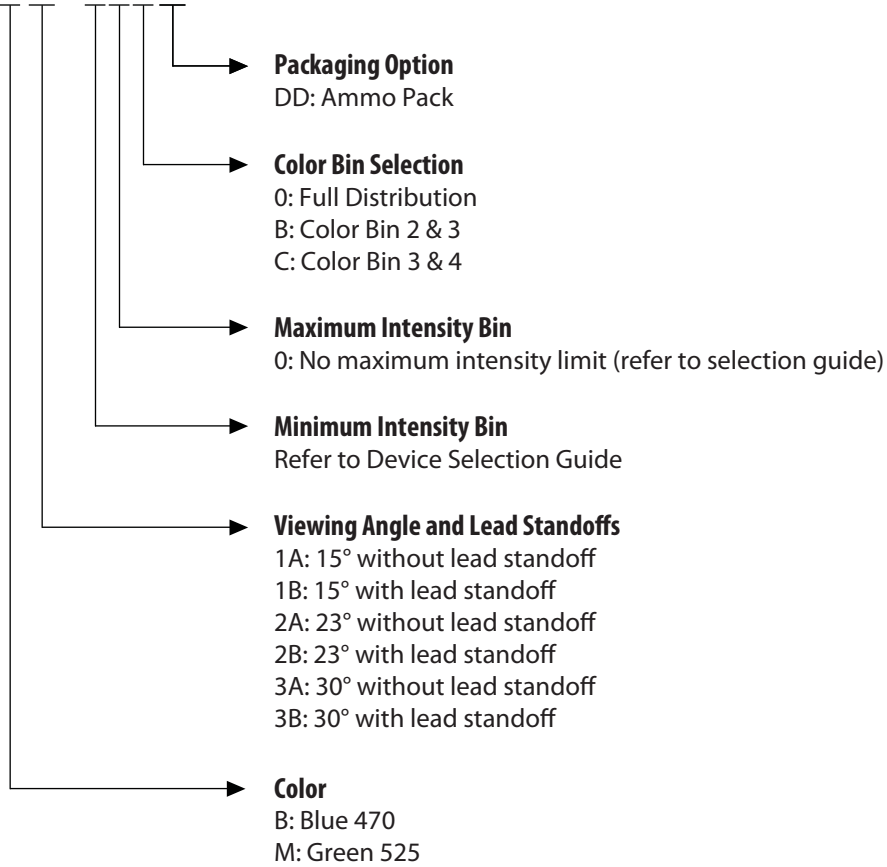 Packaging Option
DD: Ammo Pack
Color Bin Selection
0: Full Distribution
B: Color Bin 2 & 3
C: Color Bin 3 & 4
Maximum Intensity Bin
0: No maximum intensity limit (refer to selection guide)
Minimum Intensity Bin
Refer to Device Selection Guide
Viewing Angle and Lead Standoffs
1A: 15° without lead standoff
1B: 15° with lead standoff
2A: 23° without lead standoff
2B: 23° with lead standoff
3A: 30° without lead standoff
3B: 30° with lead standoff
Color
B: Blue 470
M: Green 525